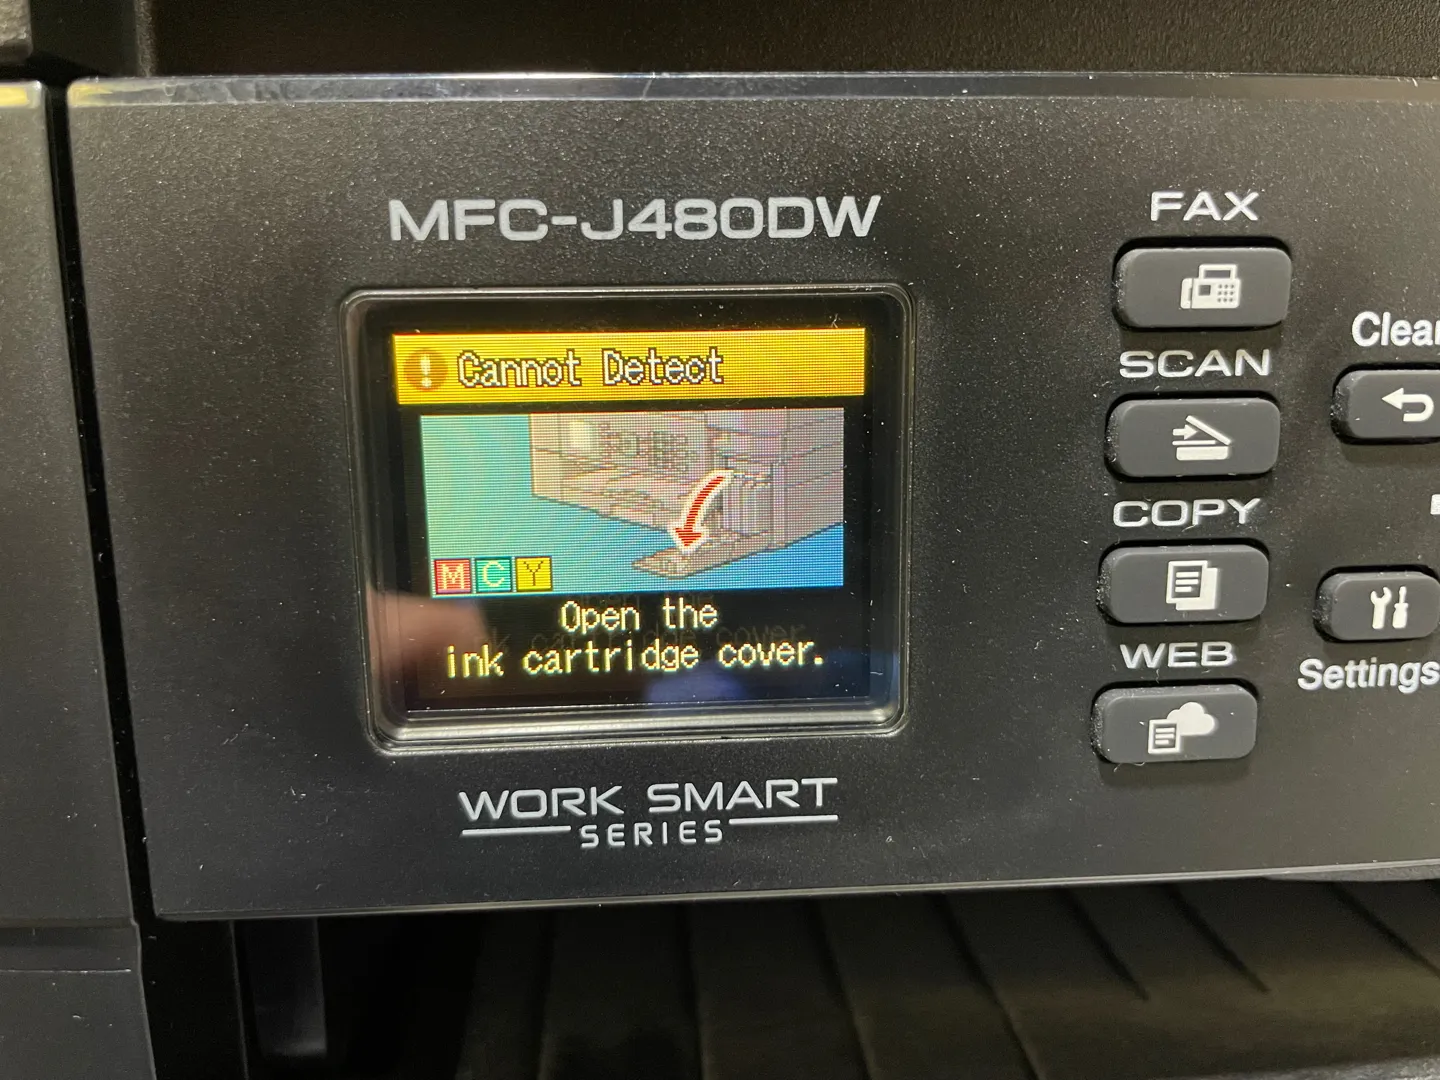 MFC-J480DW
Cannot Detect
M C Y
Open the
ink cartridge cover.
WORK SMART
SERIES
FAX
SCAN
COPY
WEB
Clear
Settings